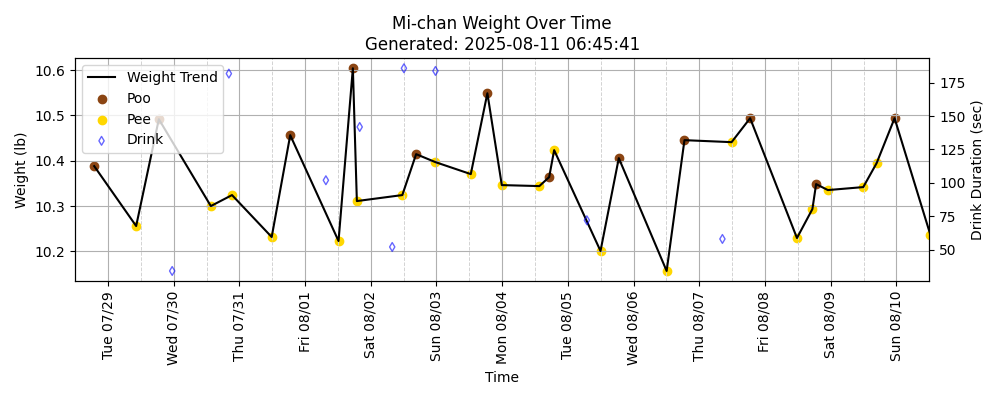 Mi-chan Weight Over Time
Generated: 2025-08-11 06:45:41
Weight Trend
Poo
Pee
Drink
Weight (lb)
10.6
10.5
10.4
10.3
10.2
Drink Duration (sec)
175
150
125
100
75
50
Tue 07/29
Wed 07/30
Thu 07/31
Fri 08/01
Sat 08/02
Sun 08/03
Mon 08/04
Tue 08/05
Wed 08/06
Thu 08/07
Fri 08/08
Sat 08/09
Sun 08/10
Time